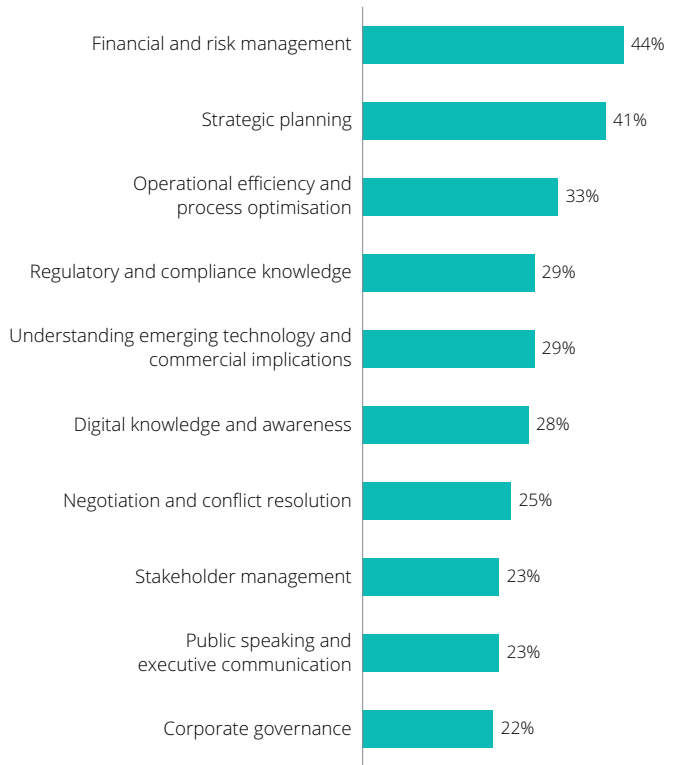 Financial and risk management
44%
Strategic planning
41%
Operational efficiency and
process optimisation
33%
Regulatory and compliance knowledge
29%
Understanding emerging technology and
commercial implications
29%
Digital knowledge and awareness
28%
Negotiation and conflict resolution
25%
Stakeholder management
23%
Public speaking and
executive communication
23%
Corporate governance
22%